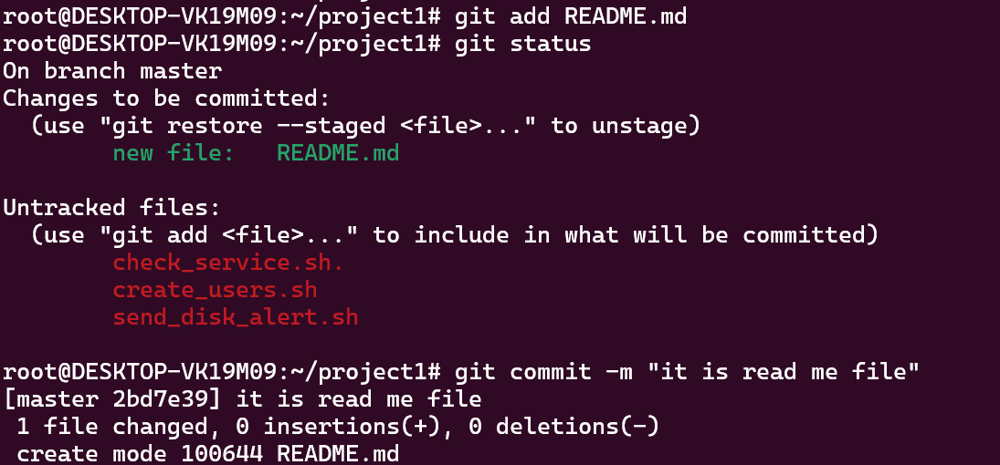 root@DESKTOP-VK19M09:~/project1# git add README.md
root@DESKTOP-VK19M09:~/project1# git status
On branch master
Changes to be committed:
  (use "git restore --staged <file>..." to unstage)
        new file:   README.md

Untracked files:
  (use "git add <file>..." to include in what will be committed)
        check_service.sh.
        create_users.sh
        send_disk_alert.sh

root@DESKTOP-VK19M09:~/project1# git commit -m "it is read me file"
[master 2bd7e39] it is read me file
 1 file changed, 0 insertions(+), 0 deletions(-)
 create mode 100644 README.md